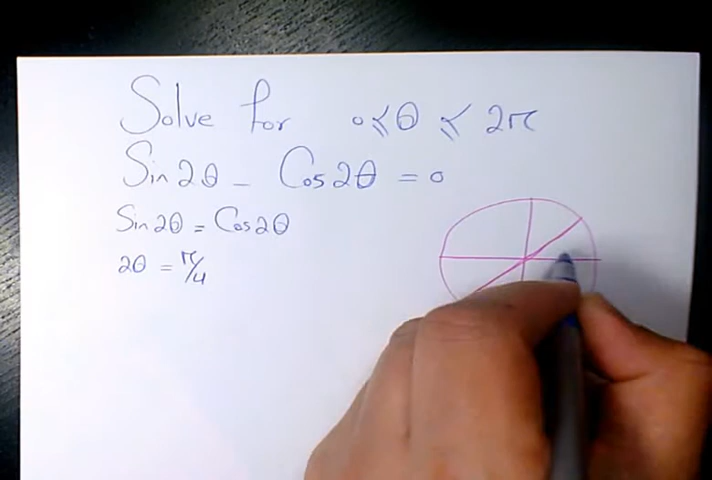 Solve for 0 ≤ θ ≤ 2π
Sin2θ - Cos2θ = 0
Sin2θ = Cos2θ
2θ = π/4